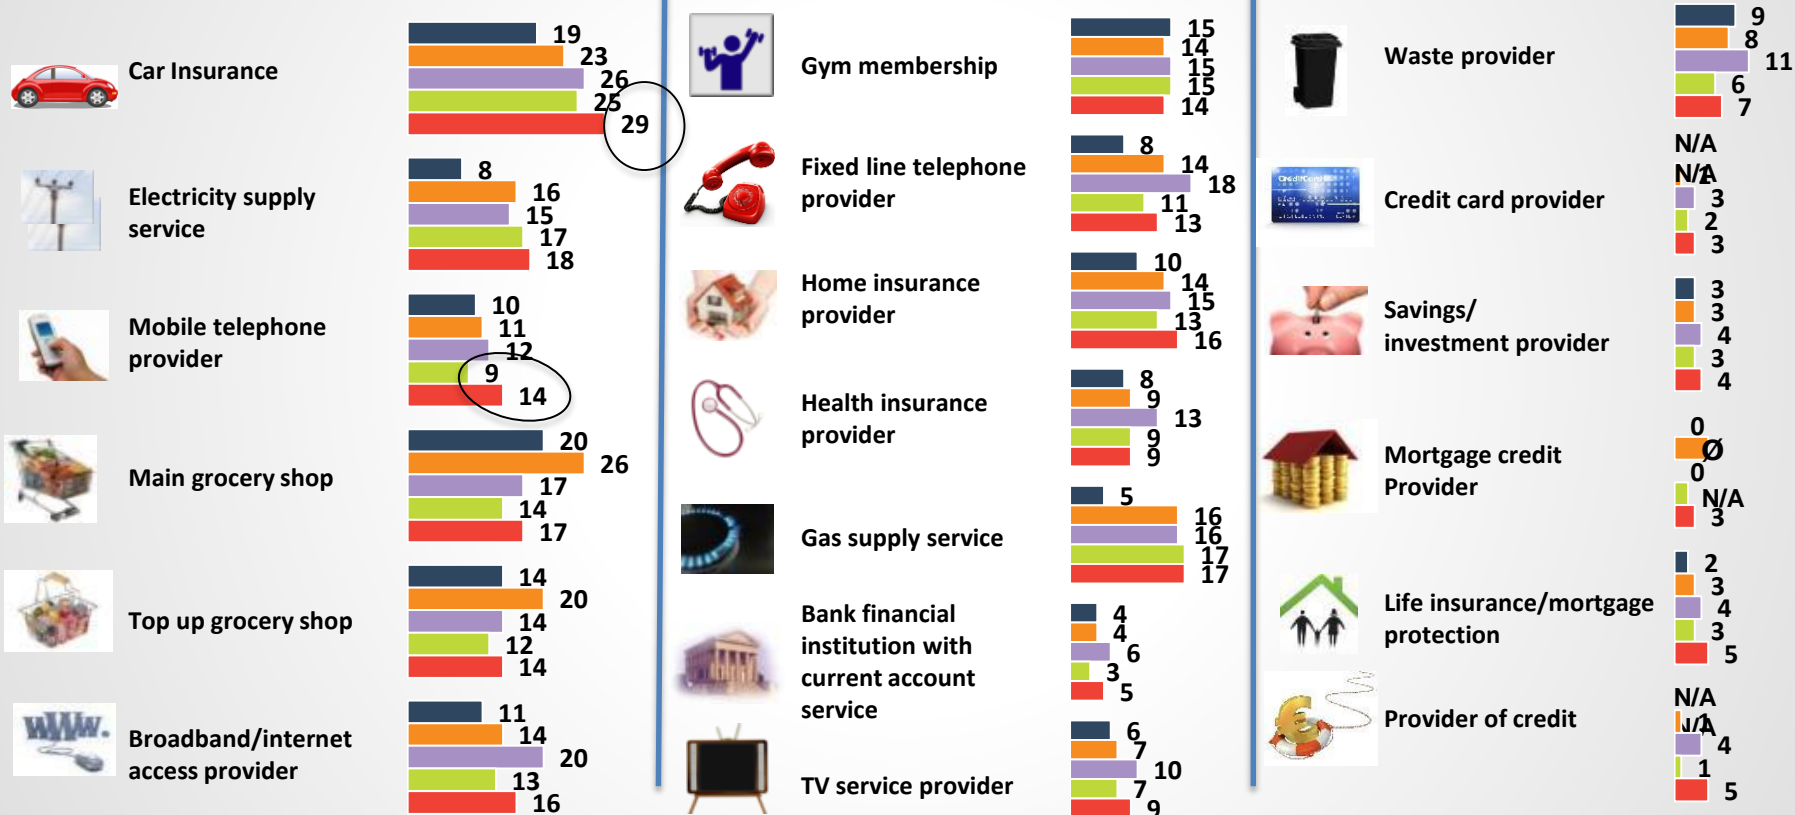 Car Insurance
19
23
26
25
29
Electricity supply
service
8
16
15
17
18
Mobile telephone
provider
10
11
12
9
14
Main grocery shop
20
26
17
14
17
Top up grocery shop
14
20
14
12
14
www.
Broadband/internet
access provider
11
14
20
13
16
Gym membership
15
14
15
15
14
Fixed line telephone
provider
8
14
18
11
13
Home insurance
provider
10
14
15
13
16
Health insurance
provider
8
9
13
9
9
Gas supply service
5
16
16
17
17
Bank financial
institution with
current account
service
4
4
6
3
5
TV service provider
6
7
10
7
9
Waste provider
9
8
11
6
7
Credit card provider
N/A
N/A
3
2
3
Savings/
investment provider
3
3
4
3
4
Mortgage credit
Provider
0
Ø
0
N/A
3
Life insurance/mortgage
protection
2
3
4
3
5
€
Provider of credit
N/A
1
N/A
4
1
5